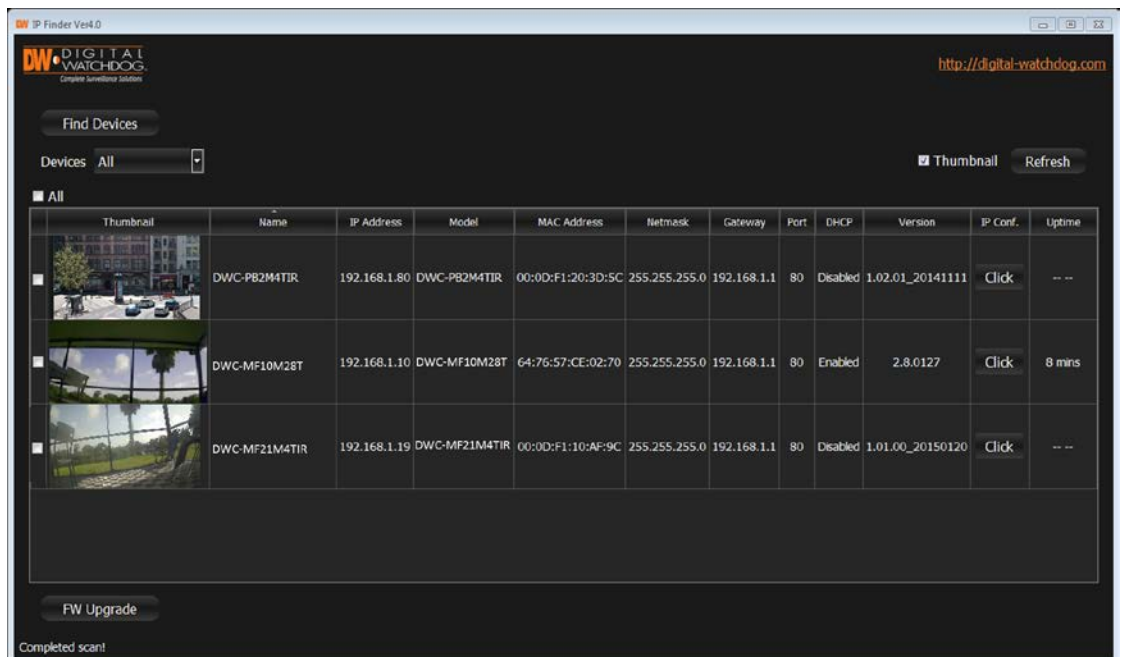 DW IP Finder Ver4.0
DW DIGITAL WATCHDOG.
Complete Surveillance Solutions
http://digital-watchdog.com
Find Devices
Devices All
Thumbnail Refresh
All
Thumbnail Name IP Address Model MAC Address Netmask Gateway Port DHCP Version IP Conf. Uptime
DWC-PB2M4TIR 192.168.1.80 DWC-PB2M4TIR 00:0D:F1:20:3D:5C 255.255.255.0 192.168.1.1 80 Disabled 1.02.01_20141111 Click -- --
DWC-MF10M28T 192.168.1.10 DWC-MF10M28T 64:76:57:CE:02:70 255.255.255.0 192.168.1.1 80 Enabled 2.8.0127 Click 8 mins
DWC-MF21M4TIR 192.168.1.19 DWC-MF21M4TIR 00:0D:F1:10:AF:9C 255.255.255.0 192.168.1.1 80 Disabled 1.01.00_20150120 Click -- --
FW Upgrade
Completed scan!